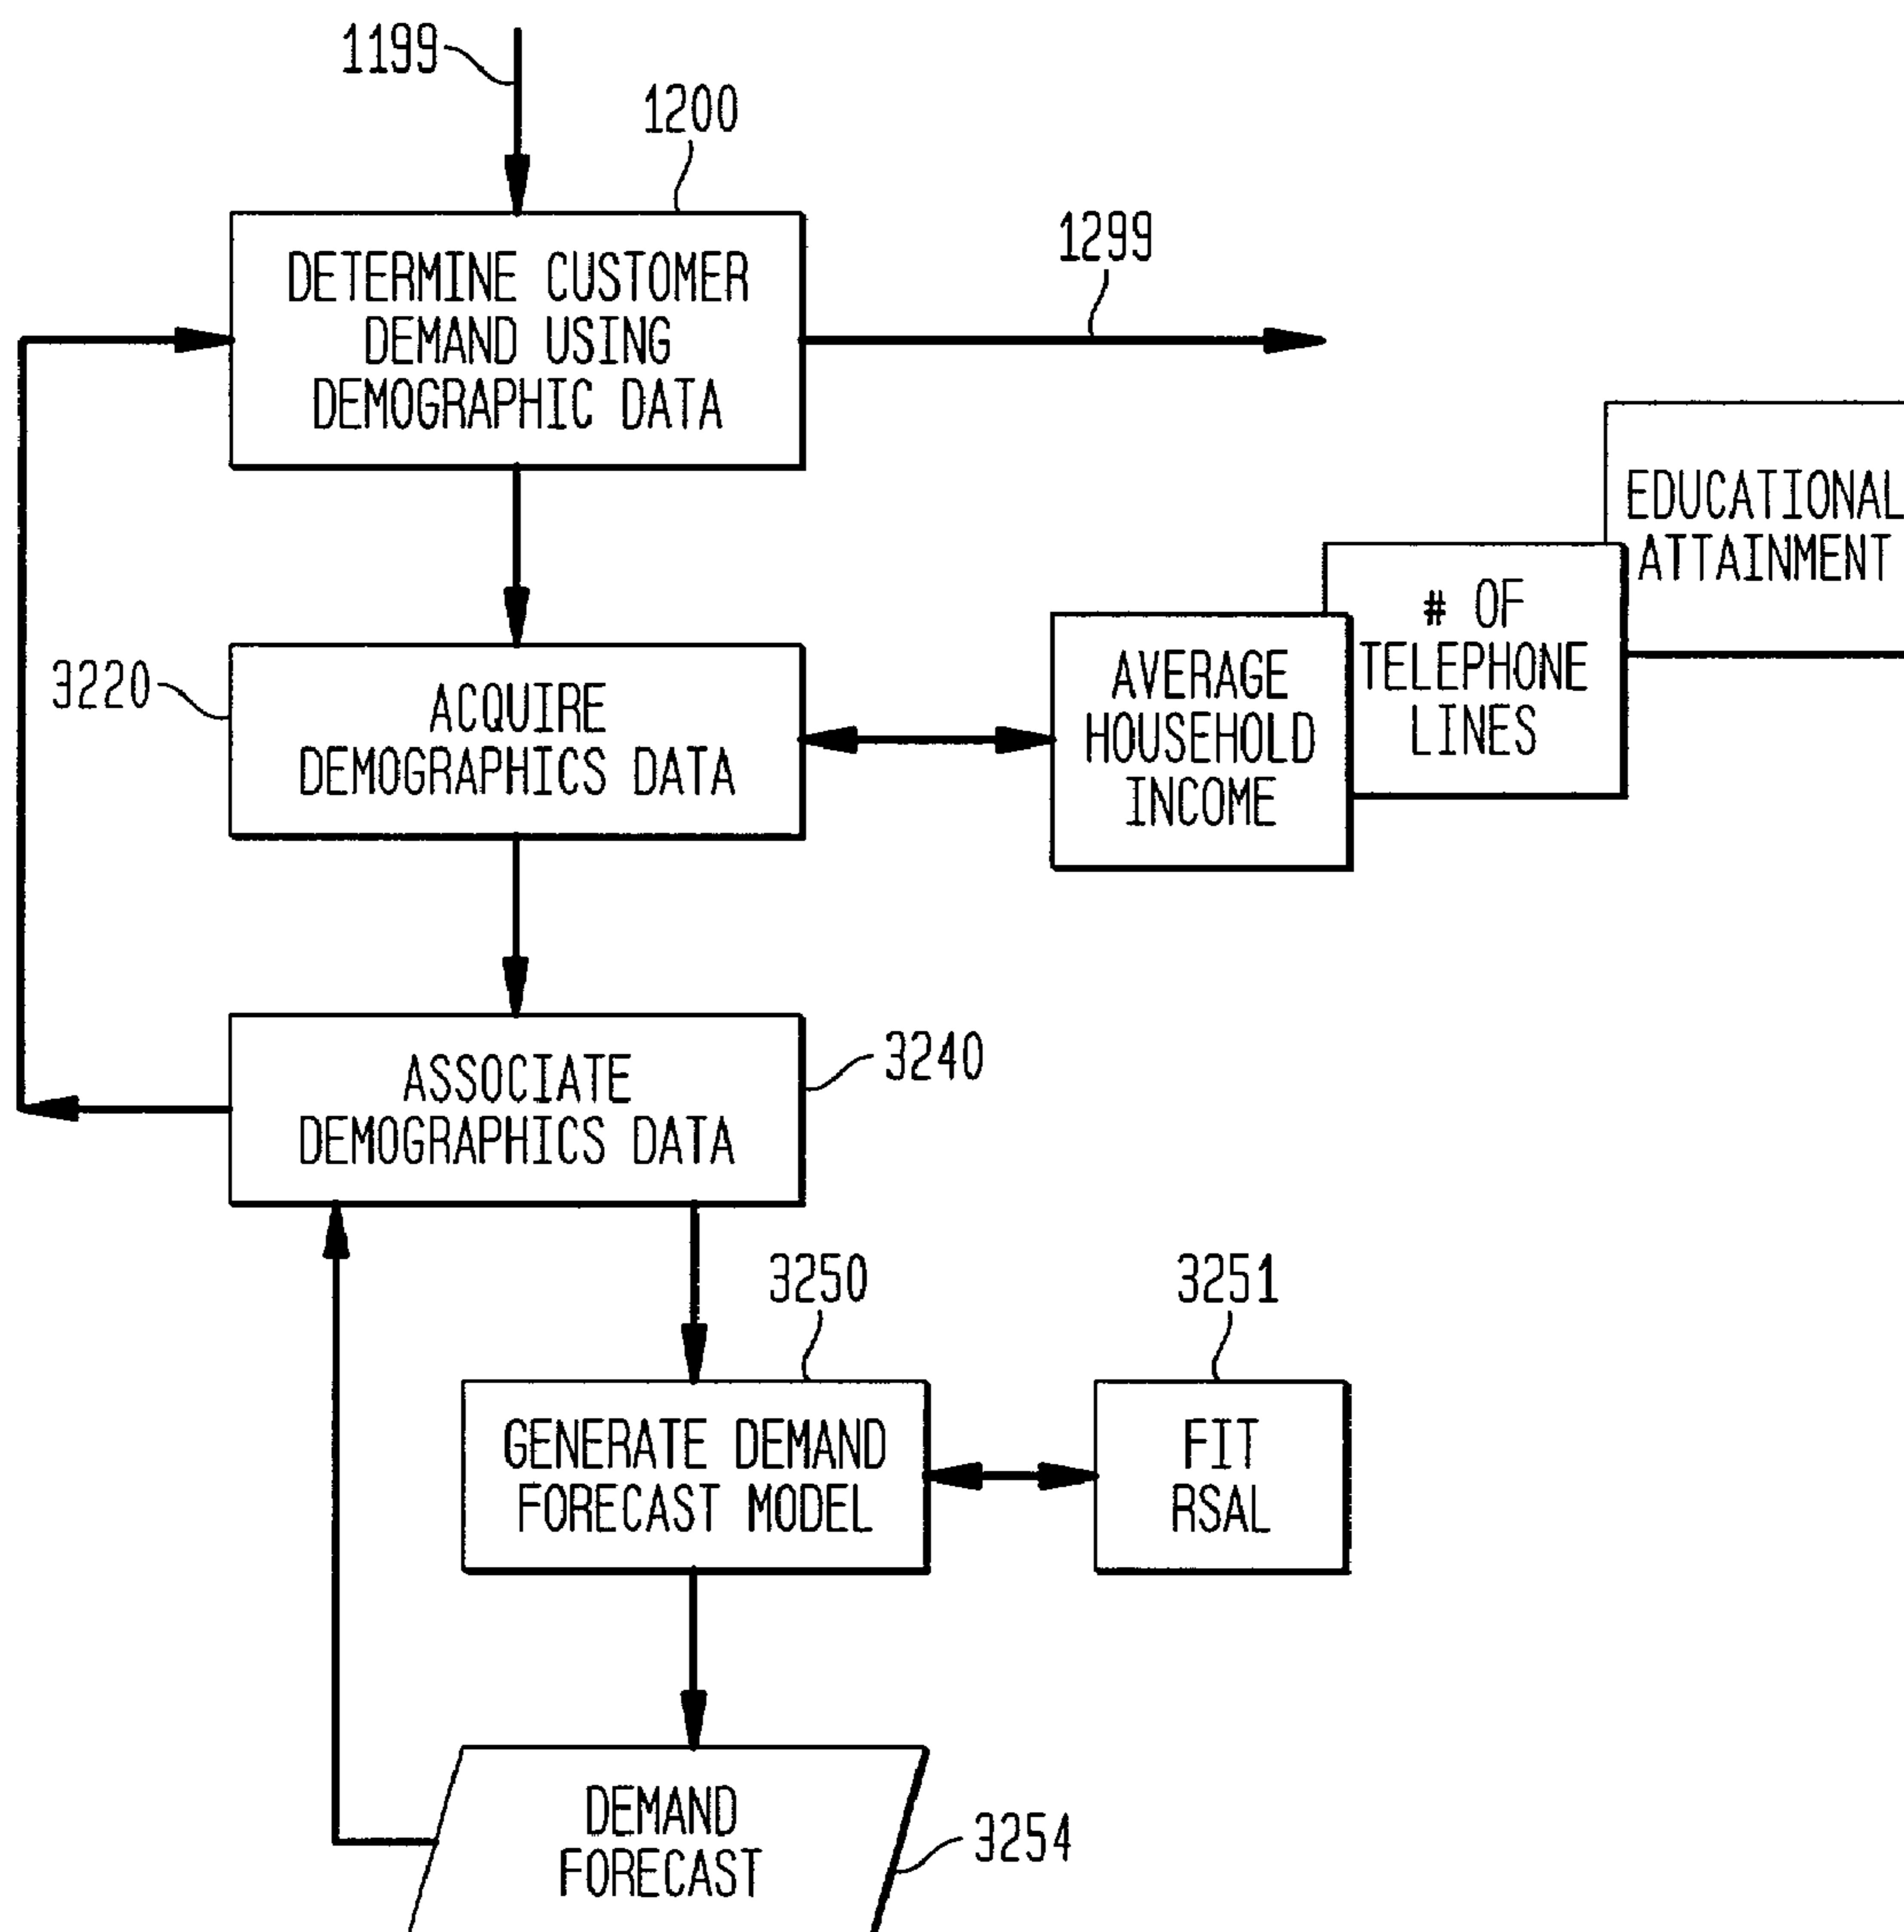 1199
1200
DETERMINE CUSTOMER
DEMAND USING
DEMOGRAPHIC DATA
1299
EDUCATIONAL
ATTAINMENT
# OF
TELEPHONE
LINES
AVERAGE
HOUSEHOLD
INCOME
3220
ACQUIRE
DEMOGRAPHICS DATA
ASSOCIATE
DEMOGRAPHICS DATA
3240
3250
GENERATE DEMAND
FORECAST MODEL
3251
FIT
RSAL
DEMAND
FORECAST
3254